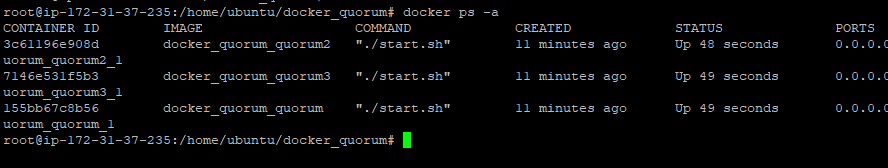 root@ip-172-31-37-235:/home/ubuntu/docker_quorum# docker ps -a
CONTAINER ID        IMAGE                   COMMAND             CREATED             STATUS              PORTS
3c61196e908d        docker_quorum_quorum2   "./start.sh"        11 minutes ago      Up 48 seconds       0.0.0.0
uorum_quorum2_1
7146e531f5b3        docker_quorum_quorum3   "./start.sh"        11 minutes ago      Up 49 seconds       0.0.0.0
uorum_quorum3_1
155bb67c8b56        docker_quorum_quorum    "./start.sh"        11 minutes ago      Up 49 seconds       0.0.0.0
uorum_quorum_1
root@ip-172-31-37-235:/home/ubuntu/docker_quorum#